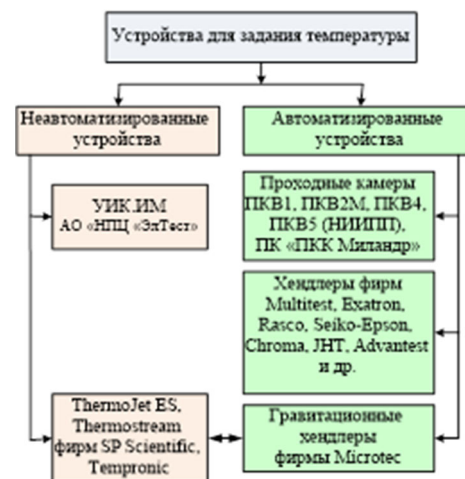 Устройства для задания температуры
Неавтоматизированные
устройства
Автоматизированные
устройства
УИК.ИМ
АО «НПЦ «ЭлТест»
Проходные камеры
ПКВ1, ПКВ2М, ПКВ4,
ПКВ5 (НИИПП),
ПК «ПКК Миландр»
Хендлеры фирм
Multitest, Exatron,
Rasco, Seiko-Epson,
Chroma, JHT, Advantest
и др.
ThermoJet ES,
Thermostream
фирм SP Scientific,
Tempronic
Гравитационные
хендлеры
фирмы Microtec